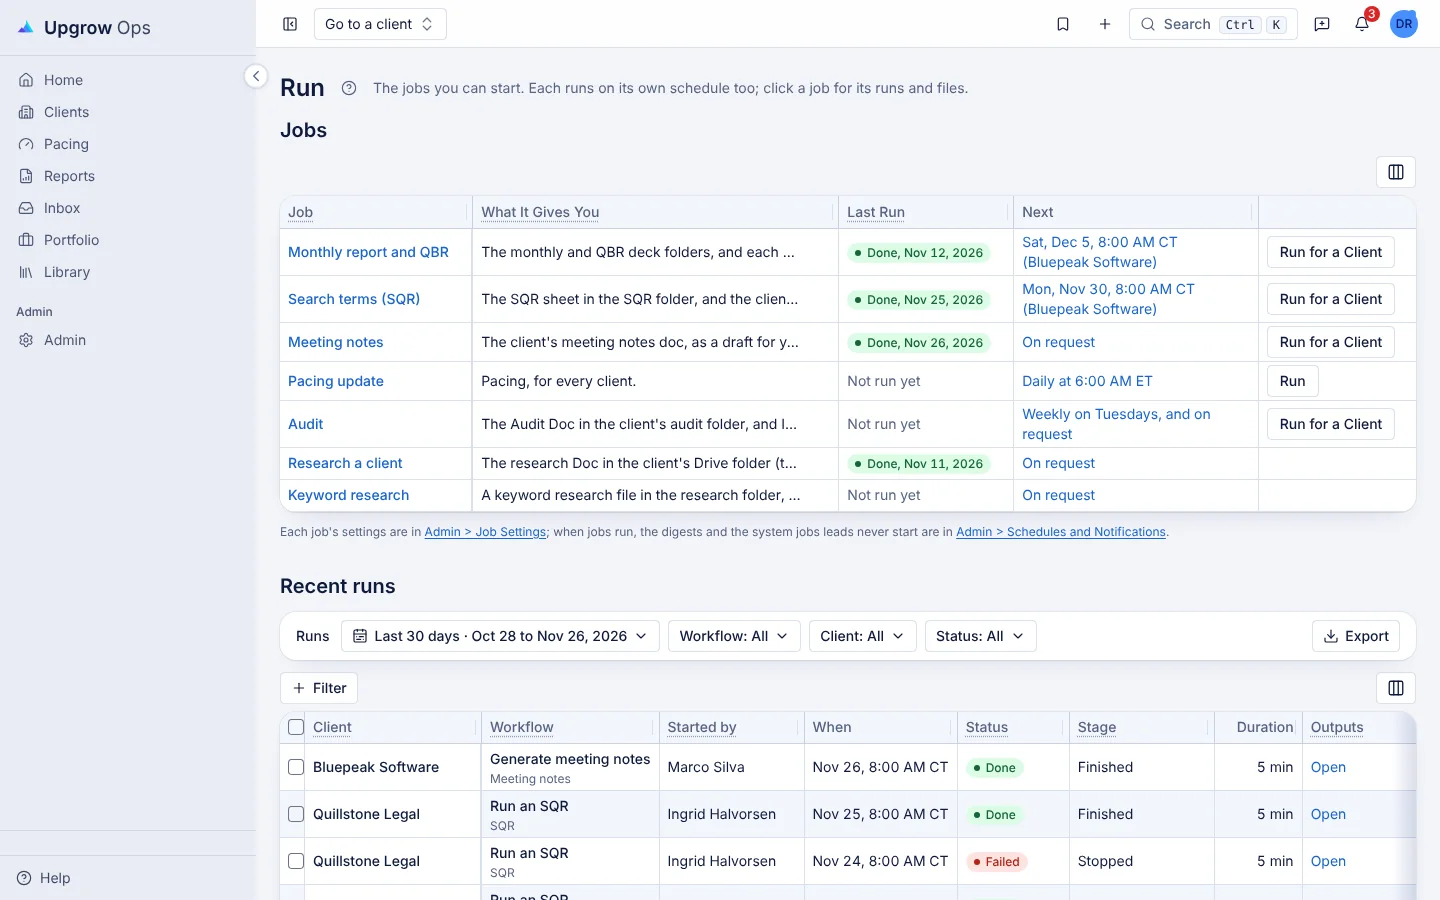 Upgrow Ops
Go to a client
Search Ctrl K
3
DR
Home
Clients
Pacing
Reports
Inbox
Portfolio
Library
Admin
Admin
Help
Run
The jobs you can start. Each runs on its own schedule too; click a job for its runs and files.
Jobs
Job What It Gives You Last Run Next
Monthly report and QBR The monthly and QBR deck folders, and each ... Done, Nov 12, 2026 Sat, Dec 5, 8:00 AM CT
(Bluepeak Software) Run for a Client
Search terms (SQR) The SQR sheet in the SQR folder, and the clien... Done, Nov 25, 2026 Mon, Nov 30, 8:00 AM CT
(Bluepeak Software) Run for a Client
Meeting notes The client's meeting notes doc, as a draft for y... Done, Nov 26, 2026 On request Run for a Client
Pacing update Pacing, for every client. Not run yet Daily at 6:00 AM ET Run
Audit The Audit Doc in the client's audit folder, and I... Not run yet Weekly on Tuesdays, and on
request Run for a Client
Research a client The research Doc in the client's Drive folder (t... Done, Nov 11, 2026 On request
Keyword research A keyword research file in the research folder, ... Not run yet On request
Each job's settings are in Admin > Job Settings; when jobs run, the digests and the system jobs leads never start are in Admin > Schedules and Notifications.
Recent runs
Runs Last 30 days · Oct 28 to Nov 26, 2026 Workflow: All Client: All Status: All Export
Filter
Client Workflow Started by When Status Stage Duration Outputs
Bluepeak Software Generate meeting notes Marco Silva Nov 26, 8:00 AM CT Done Finished 5 min Open
Meeting notes
Quillstone Legal Run an SQR Ingrid Halvorsen Nov 25, 8:00 AM CT Done Finished 5 min Open
SQR
Quillstone Legal Run an SQR Ingrid Halvorsen Nov 24, 8:00 AM CT Failed Stopped 5 min Open
SQR
Run an SQR